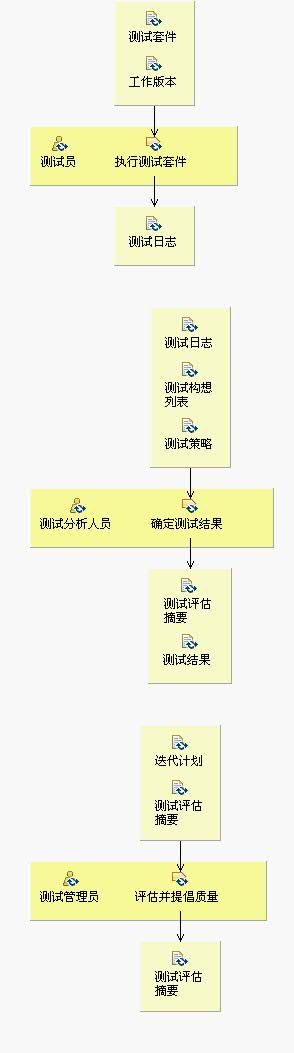 测试套件
工作版本
测试员
执行测试套件
测试日志
测试日志
测试构想
列表
测试策略
测试分析人员
确定测试结果
测试评估
摘要
测试结果
迭代计划
测试评估
摘要
测试管理员
评估并提倡质量
测试评估
摘要